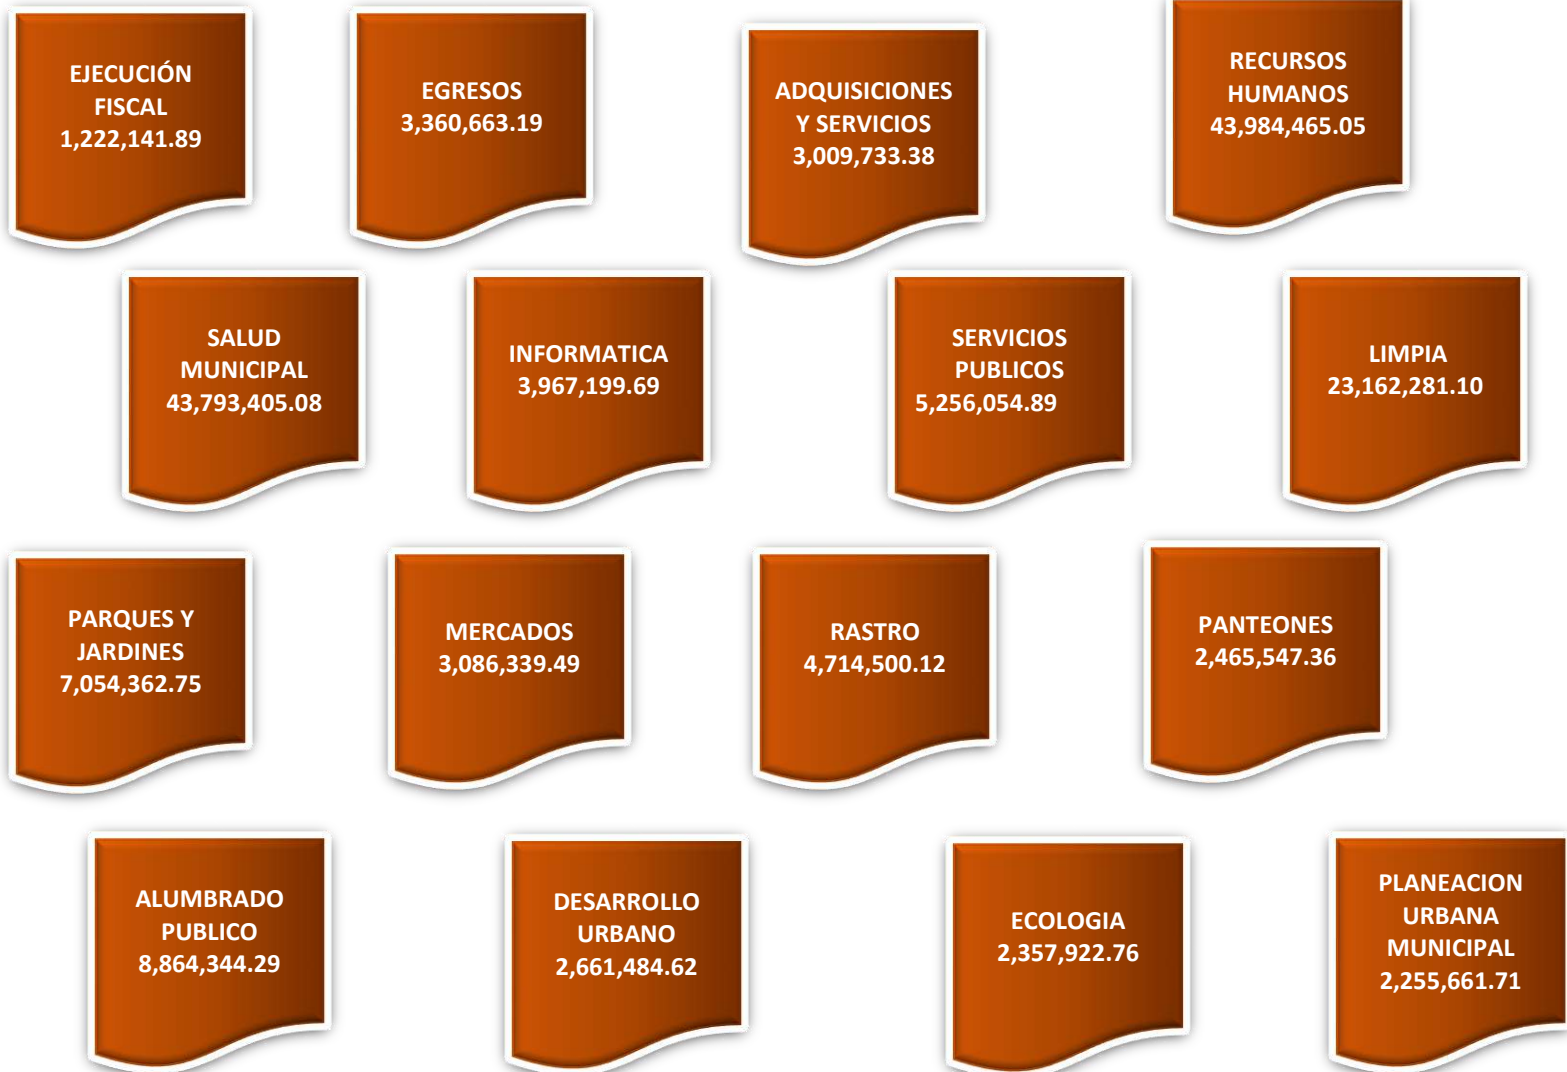 EJECUCIÓN
FISCAL
1,222,141.89
EGRESOS
3,360,663.19
ADQUISICIONES
Y SERVICIOS
3,009,733.38
RECURSOS
HUMANOS
43,984,465.05
SALUD
MUNICIPAL
43,793,405.08
INFORMATICA
3,967,199.69
SERVICIOS
PUBLICOS
5,256,054.89
LIMPIA
23,162,281.10
PARQUES Y
JARDINES
7,054,362.75
MERCADOS
3,086,339.49
RASTRO
4,714,500.12
PANTEONES
2,465,547.36
ALUMBRADO
PUBLICO
8,864,344.29
DESARROLLO
URBANO
2,661,484.62
ECOLOGIA
2,357,922.76
PLANEACION
URBANA
MUNICIPAL
2,255,661.71